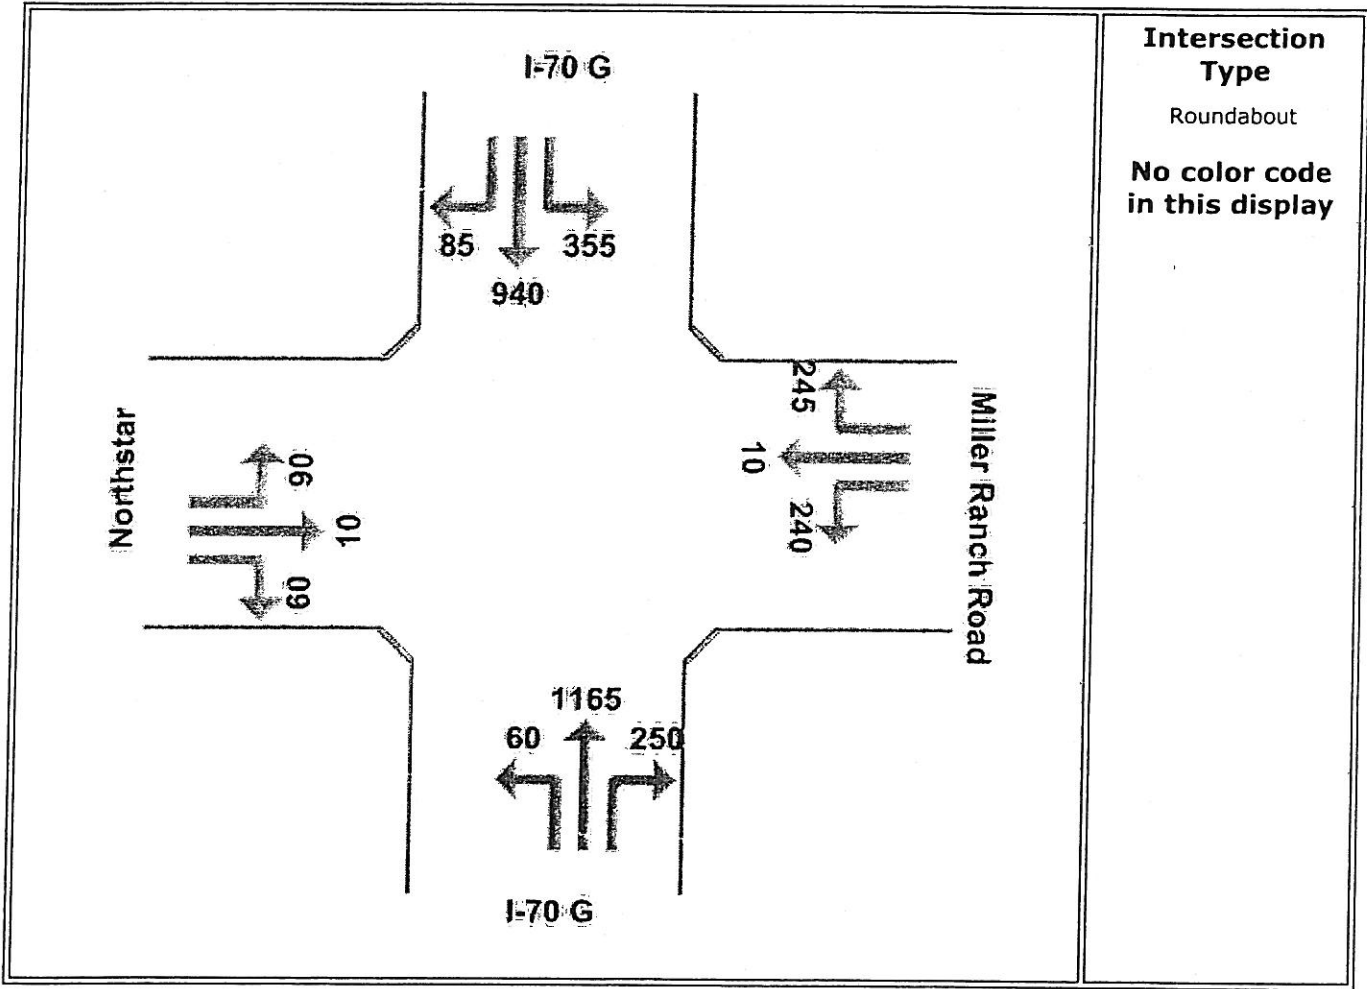 I-70 G
85
355
940
Northstar
90
10
60
245
10
240
Miller Ranch Road
1165
60
250
I-70 G
Intersection
Type
Roundabout
No color code
in this display